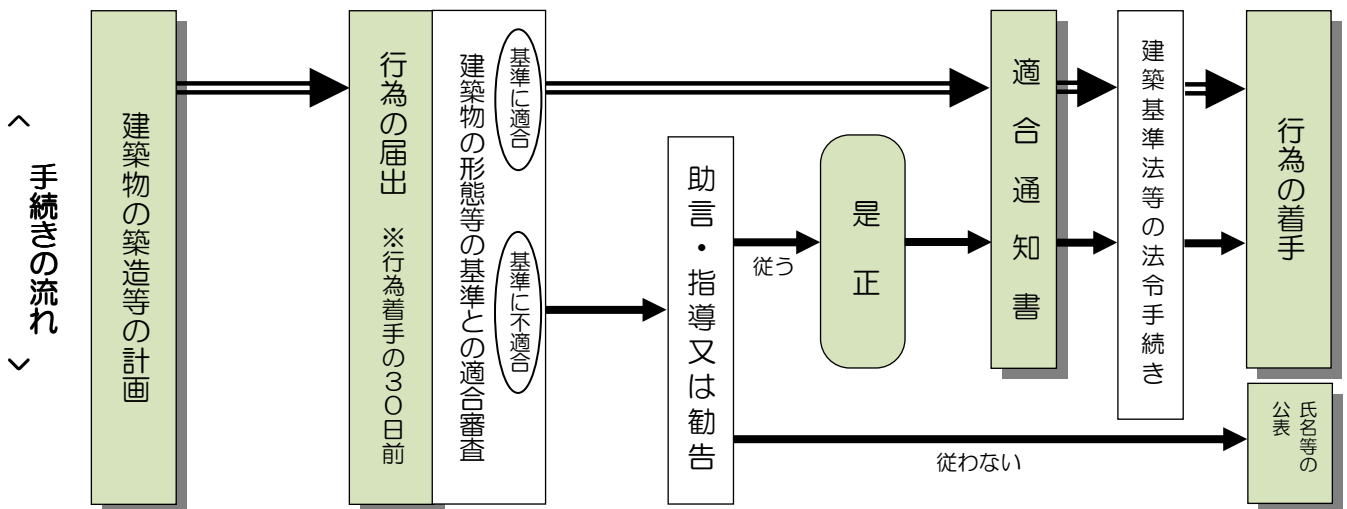 〈 手続きの流れ 〉
建築物の築造等の計画
行為の届出 ※行為着手の30日前
建築物の形態等の基準との適合審査
基準に適合
基準に不適合
助言・指導又は勧告
従う
是正
従わない
適合通知書
建築基準法等の法令手続き
行為の着手
氏名等の
公表